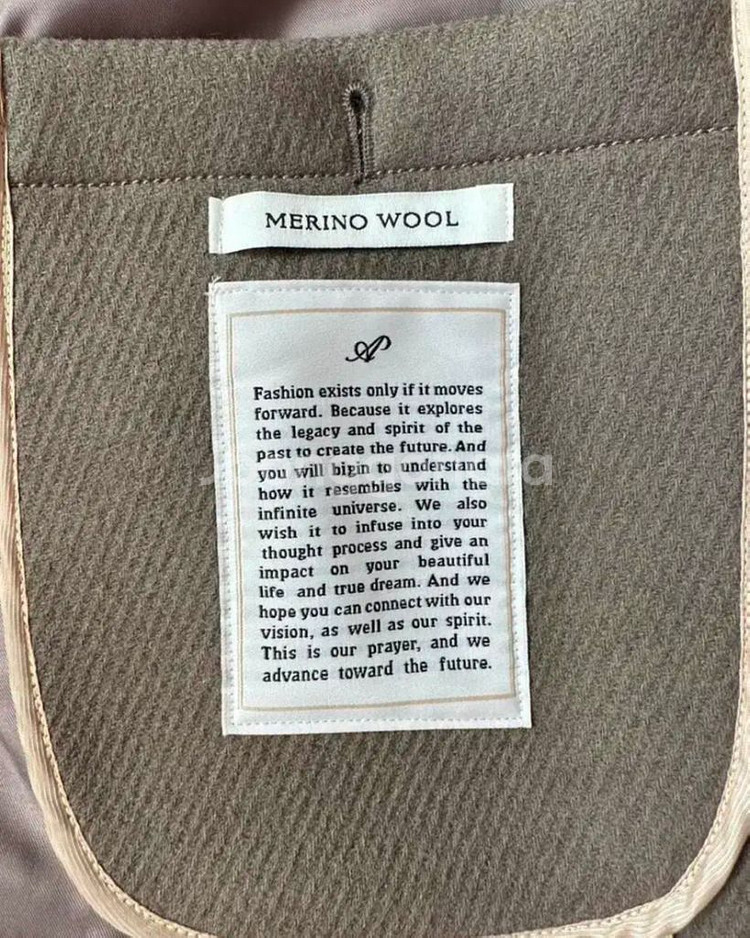 MERINO WOOL
AP
Fashion exists only if it moves
forward. Because it explores
the legacy and spirit of the
past to create the future. And
you will bigin to understand
how it resembles with the
infinite universe. We also
wish it to infuse into your
thought process and give an
impact on your beautiful
life and true dream. And we
hope you can connect with our
vision, as well as our spirit.
This is our prayer, and we
advance toward the future.